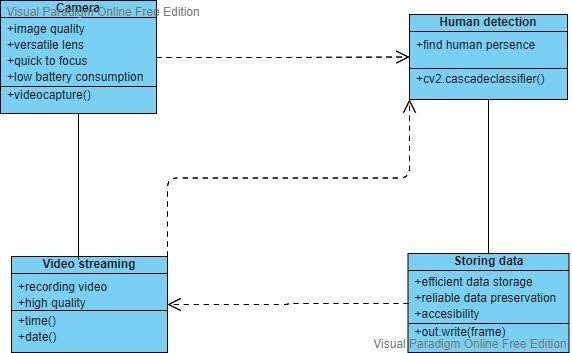 Visual Paradigm Online Free Edition
Camera
+image quality
+versatile lens
+quick to focus
+low battery consumption
+videocapture()
Human detection
+find human persence
+cv2.cascadeclassifier()
Video streaming
+recording video
+high quality
+time()
+date()
Storing data
+efficient data storage
+reliable data preservation
+accesibility
+out.write(frame)
Visual Paradigm Online Free Edition